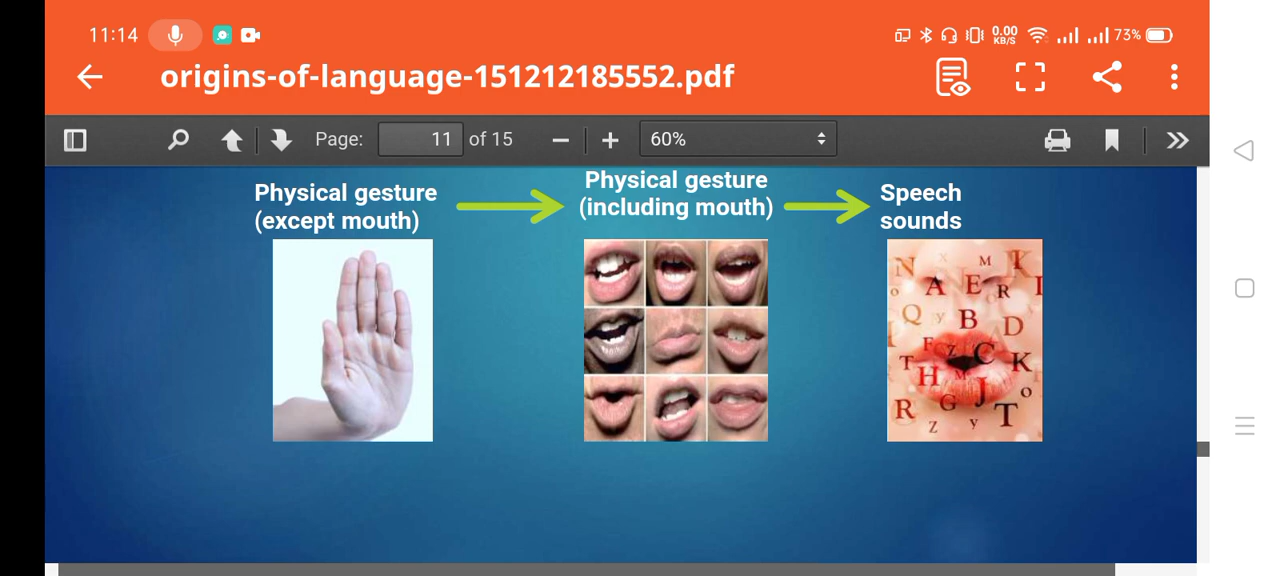 11:14
0.00
KB/S
73%
origins-of-language-151212185552.pdf
Page: 11 of 15
60%
Physical gesture
(except mouth)
Physical gesture
(including mouth)
Speech
sounds
N X M K
o A E R I
Q y B D
F Z C
T H M K
R G J o
Z y T